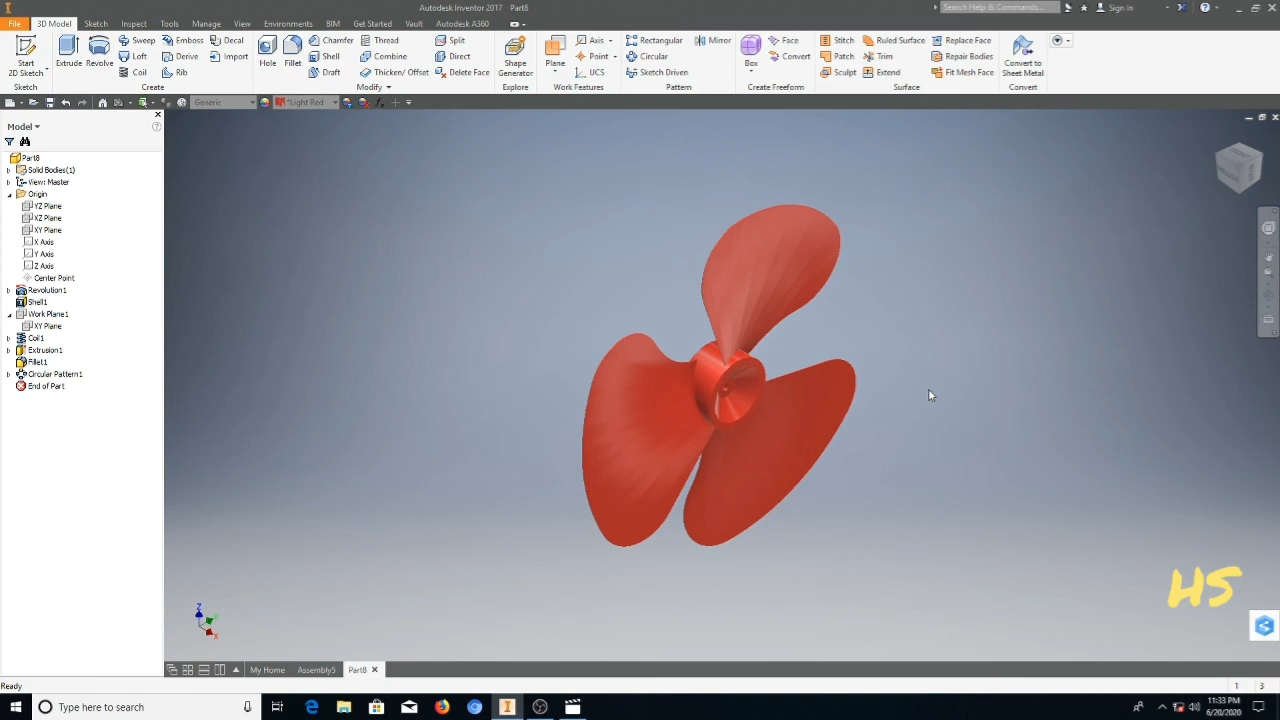 Autodesk Inventor 2017 Part8
Search Help & Commands... Sign In
File 3D Model Sketch Inspect Tools Manage View Environments BIM Get Started Vault Autodesk A360
Start 2D Sketch Extrude Revolve Sweep Emboss Decal Hole Fillet Chamfer Thread Split Shape Generator Plane Axis Rectangular Mirror Box Face Stitch Ruled Surface Replace Face Convert to Sheet Metal
Loft Derive Import Shell Combine Direct Point Circular Convert Patch Trim Repair Bodies
Coil Rib Draft Thicken/ Offset Delete Face UCS Sketch Driven Sculpt Extend Fit Mesh Face
Sketch Create Modify Explore Work Features Pattern Create Freeform Surface Convert
Generic *Light Red
Model
Part8
Solid Bodies(1)
View: Master
Origin
YZ Plane
XZ Plane
XY Plane
X Axis
Y Axis
Z Axis
Center Point
Revolution1
Shell1
Work Plane1
XY Plane
Coil1
Extrusion1
Fillet1
Circular Pattern1
End of Part
FRONT
HS
Z
X
My Home Assembly5 Part8
Ready 1 3
Type here to search
11:33 PM
6/20/2020